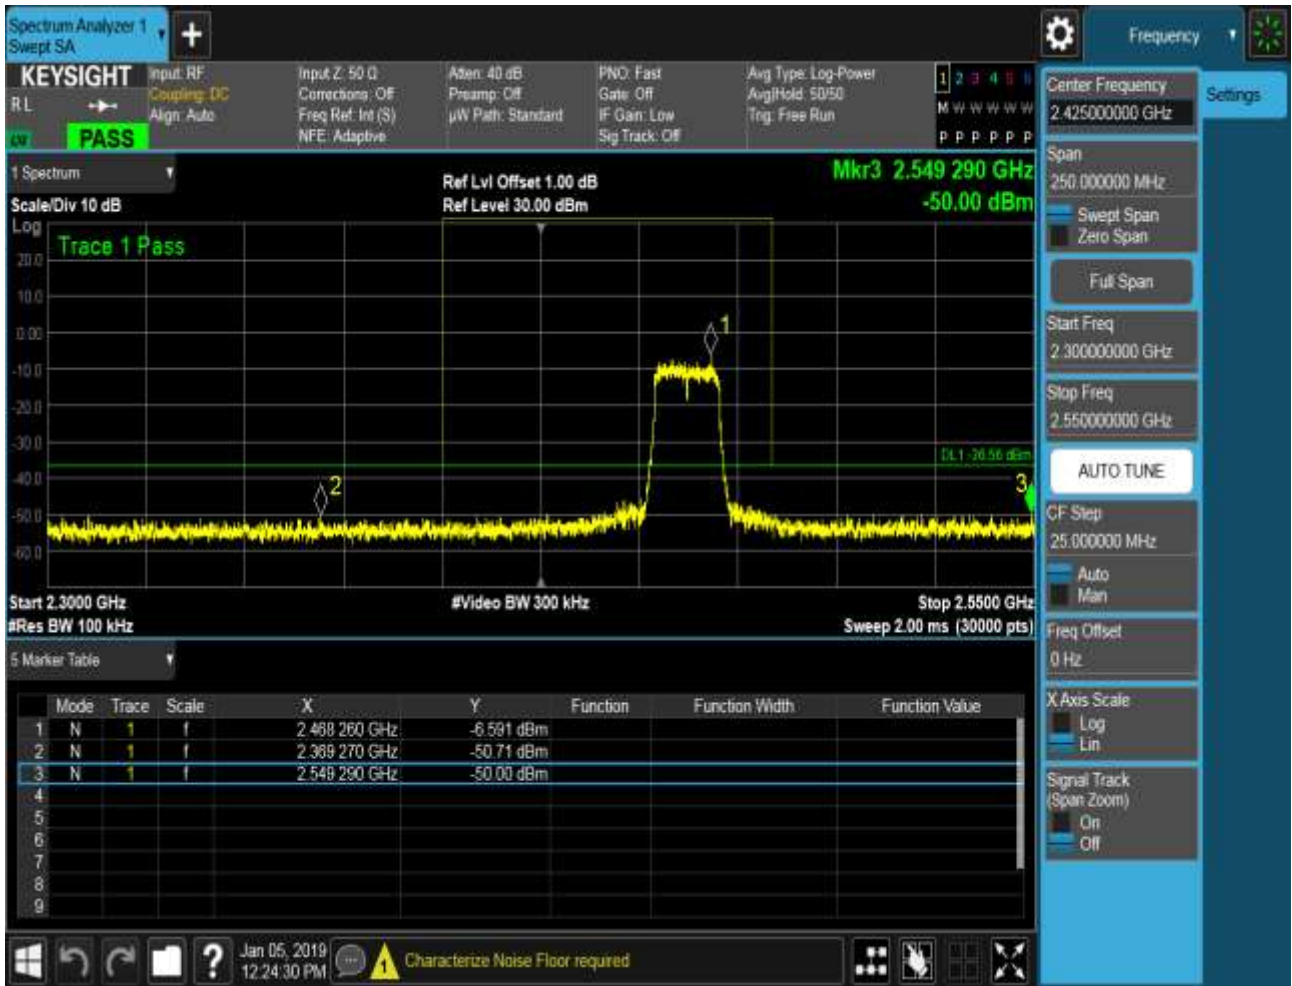 Spectrum Analyzer 1
Swept SA
Frequency
KEYSIGHT
R L
PASS
Input: RF
Coupling: DC
Align: Auto
Input Z: 50 Ω
Corrections: Off
Freq Ref: Int (S)
NFE: Adaptive
Atten: 40 dB
Preamp: Off
µW Path: Standard
PNO: Fast
Gate: Off
IF Gain: Low
Sig Track: Off
Avg Type: Log-Power
Avg|Hold: 50/50
Trig: Free Run
1 2 3 4 5 6
M W W W W W
P P P P P P
1 Spectrum
Scale/Div 10 dB
Ref Lvl Offset 1.00 dB
Ref Level 30.00 dBm
Mkr3 2.549 290 GHz
-50.00 dBm
Log
Trace 1 Pass
20.0
10.0
0.00
-10.0
-20.0
-30.0
-40.0
-50.0
-60.0
1
2
3
DL1 -36.56 dBm
Start 2.3000 GHz
#Res BW 100 kHz
#Video BW 300 kHz
Stop 2.5500 GHz
Sweep 2.00 ms (30000 pts)
5 Marker Table
Mode Trace Scale X Y Function Function Width Function Value
1 N 1 f 2.468 260 GHz -6.591 dBm
2 N 1 f 2.369 270 GHz -50.71 dBm
3 N 1 f 2.549 290 GHz -50.00 dBm
4
5
6
7
8
9
Jan 05, 2019
12:24:30 PM
1
Characterize Noise Floor required
Center Frequency
2.425000000 GHz
Settings
Span
250.000000 MHz
Swept Span
Zero Span
Full Span
Start Freq
2.300000000 GHz
Stop Freq
2.550000000 GHz
AUTO TUNE
CF Step
25.000000 MHz
Auto
Man
Freq Offset
0 Hz
X Axis Scale
Log
Lin
Signal Track
(Span Zoom)
On
Off